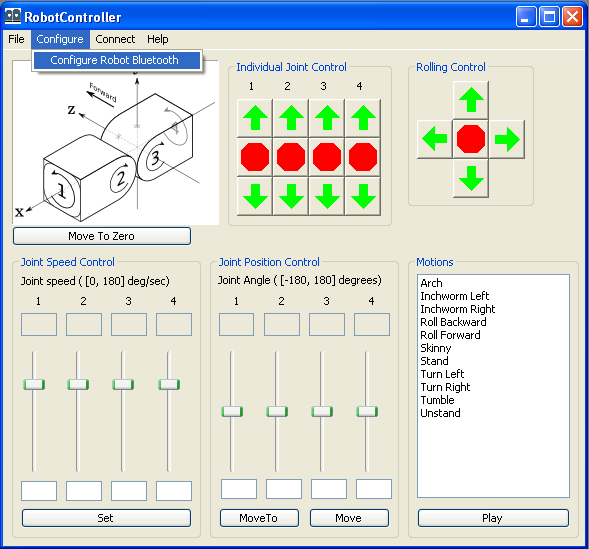 RobotController
File Configure Connect Help
Configure Robot Bluetooth
Forward
z
x
1
2
3
Move To Zero
Individual Joint Control
1 2 3 4
Rolling Control
Joint Speed Control
Joint speed ( [0, 180] deg/sec)
1 2 3 4
Set
Joint Position Control
Joint Angle ( [-180, 180] degrees)
1 2 3 4
MoveTo Move
Motions
Arch
Inchworm Left
Inchworm Right
Roll Backward
Roll Forward
Skinny
Stand
Turn Left
Turn Right
Tumble
Unstand
Play